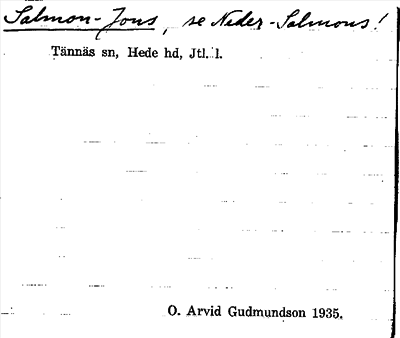 Salmon-Jons, se Neder-Salmons!
Tännäs sn, Hede hd, Jtl. l.
O. Arvid Gudmundson 1935.